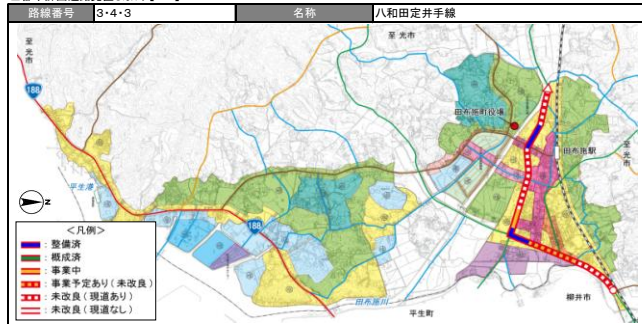 路線番号 3・4・3 名称 八和田定井手線
至 光市
至 光市
188
田布施町役場
田布施駅
至 光市
平生港
N
188
<凡例>
: 整備済
: 概成済
: 事業中
: 事業予定あり(未改良)
: 未改良(現道あり)
: 未改良(現道なし)
田布施川
平生町
柳井市